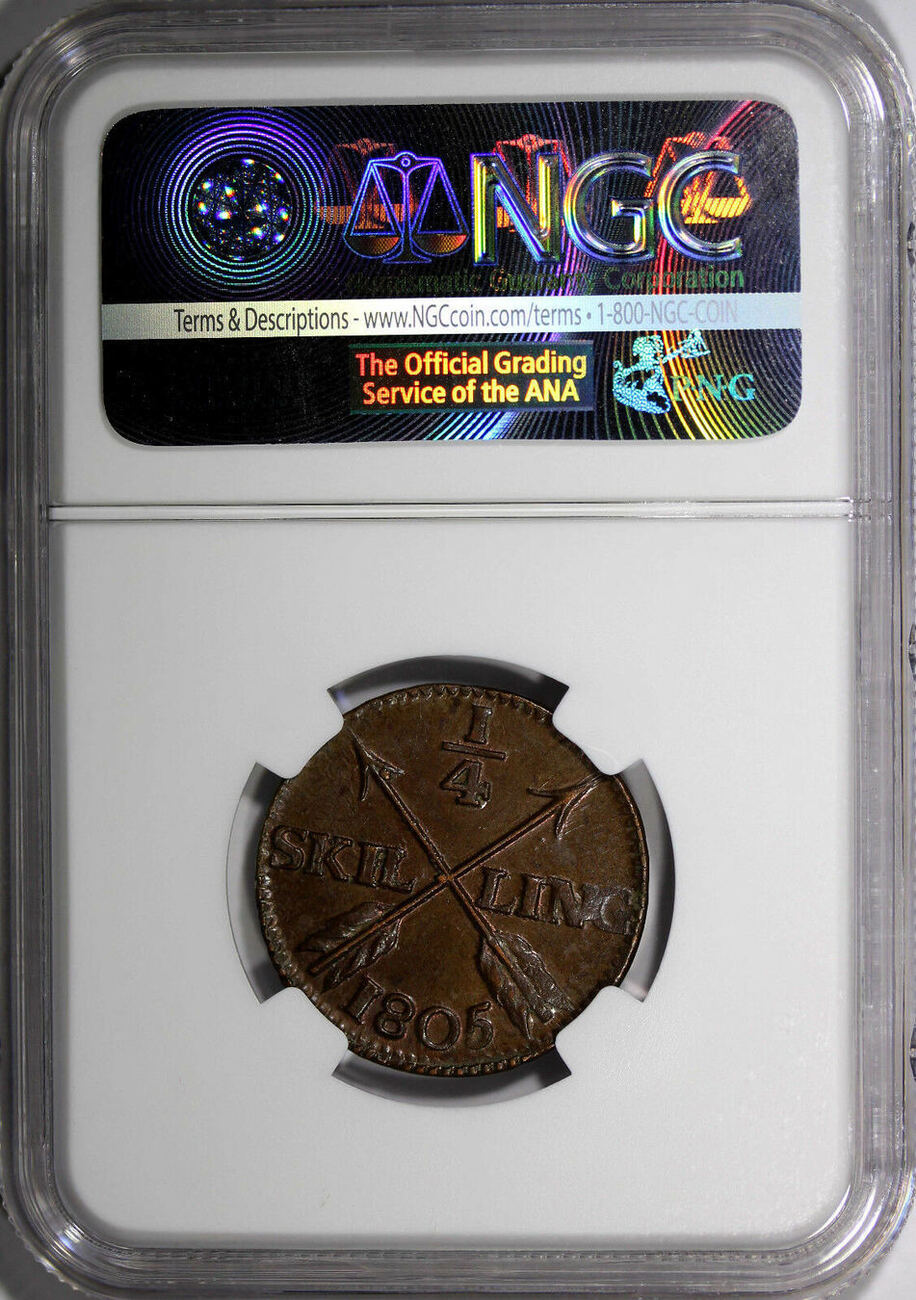 NGC
Numismatic Guaranty Corporation
Terms & Descriptions - www.NGCcoin.com/terms • 1-800-NGC-COIN
The Official Grading
Service of the ANA
PNG
1
4
SKIL LING
1805